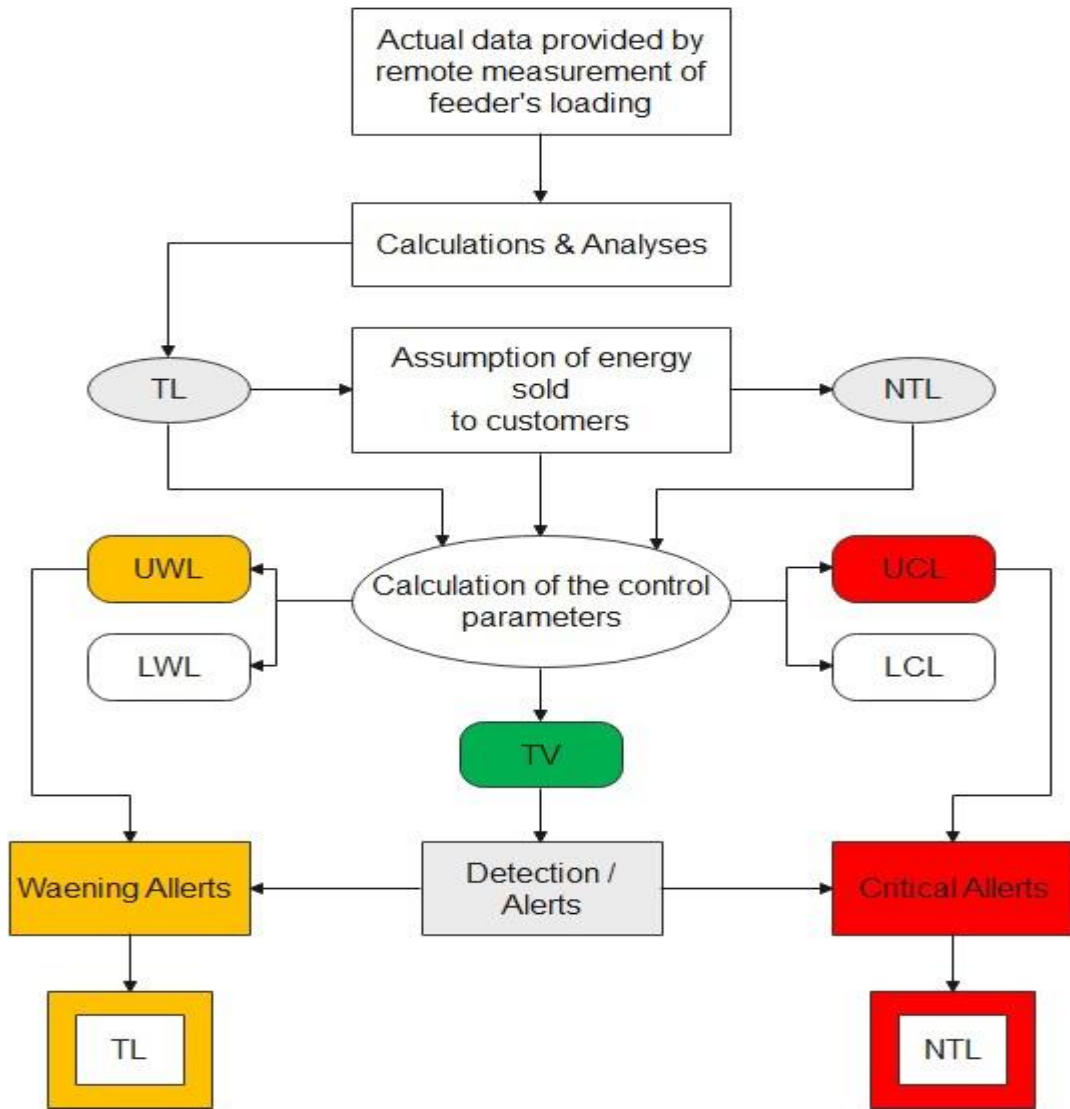 Actual data provided by
remote measurement of
feeder's loading
Calculations & Analyses
TL
Assumption of energy
sold
to customers
NTL
UWL
LWL
Calculation of the control
parameters
UCL
LCL
TV
Waening Allerts
Detection /
Alerts
Critical Allerts
TL
NTL